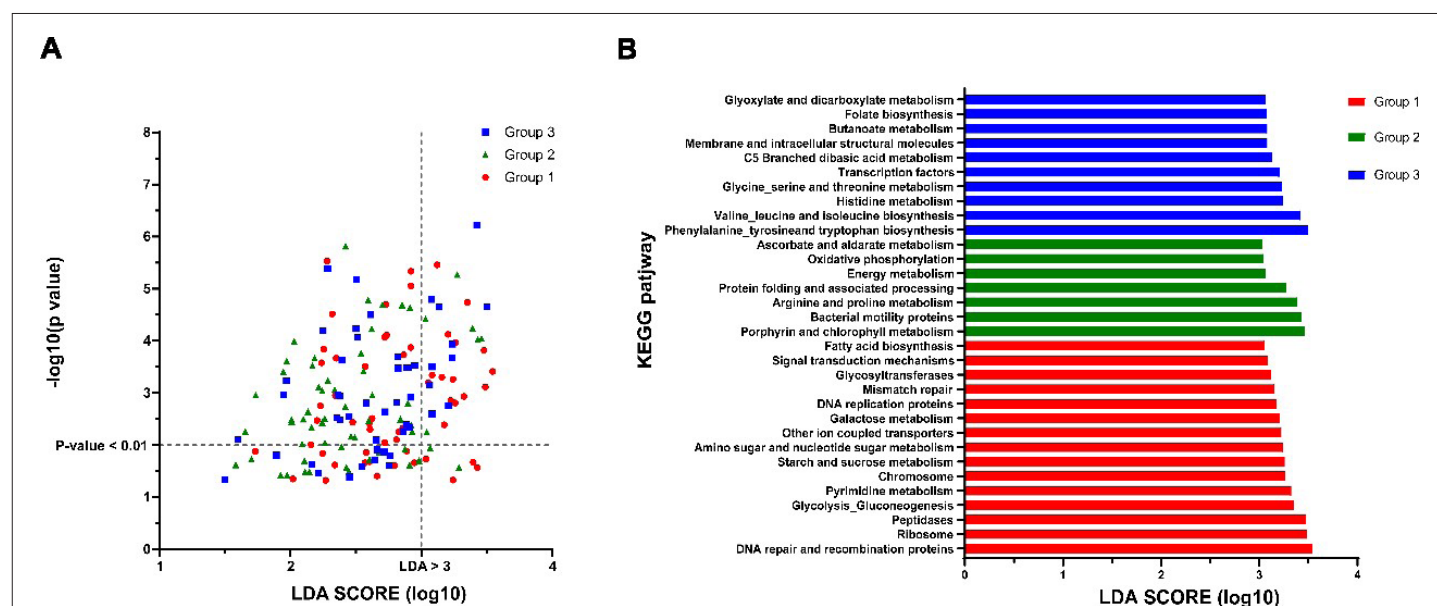 A
8
7
6
5
4
3
P-value < 0.01
1
0
1
2
LDA > 3
4
-log10(p value)
LDA SCORE (log10)
Group 3
Group 2
Group 1
B
Glyoxylate and dicarboxylate metabolism
Folate biosynthesis
Butanoate metabolism
Membrane and intracellular structural molecules
C5 Branched dibasic acid metabolism
Transcription factors
Glycine_serine and threonine metabolism
Histidine metabolism
Valine_leucine and isoleucine biosynthesis
Phenylalanine_tyrosineand tryptophan biosynthesis
Ascorbate and aldarate metabolism
Oxidative phosphorylation
Energy metabolism
Protein folding and associated processing
Arginine and proline metabolism
Bacterial motility proteins
Porphyrin and chlorophyll metabolism
Fatty acid biosynthesis
Signal transduction mechanisms
Glycosyltransferases
Mismatch repair
DNA replication proteins
Galactose metabolism
Other ion coupled transporters
Amino sugar and nucleotide sugar metabolism
Starch and sucrose metabolism
Chromosome
Pyrimidine metabolism
Glycolysis_Gluconeogenesis
Peptidases
Ribosome
DNA repair and recombination proteins
KEGG patjway
0
1
2
3
4
LDA SCORE (log10)
Group 1
Group 2
Group 3